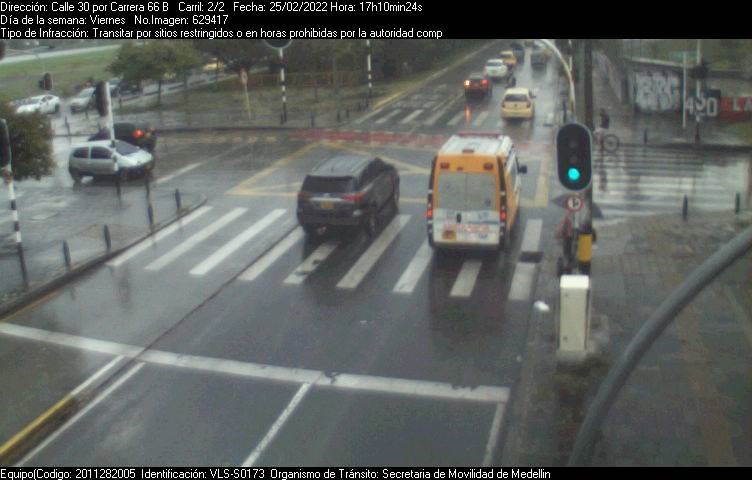 Dirección: Calle 30 por Carrera 66 B Carril: 2/2 Fecha: 25/02/2022 Hora: 17h10min24s
Día de la semana: Viernes No.Imagen: 629417
Tipo de Infracción: Transitar por sitios restringidos o en horas prohibidas por la autoridad comp
Equipo(Codigo: 2011282005 Identificación: VLS-S0173 Organismo de Tránsito: Secretaria de Movilidad de Medellin